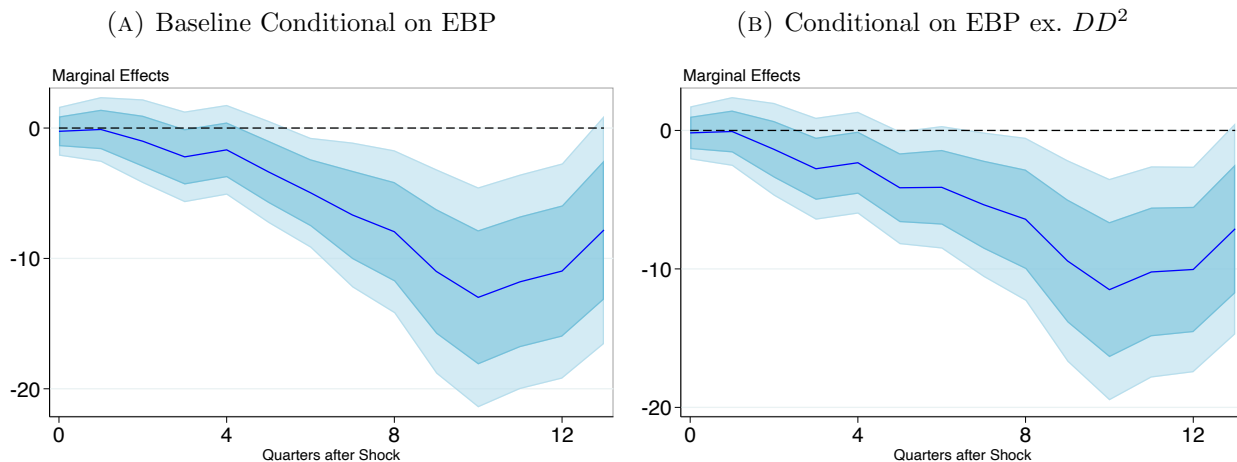 (A) Baseline Conditional on EBP
Marginal Effects
0
-10
-20
0 4 8 12
Quarters after Shock
(B) Conditional on EBP ex. DD²
Marginal Effects
0
-10
-20
0 4 8 12
Quarters after Shock